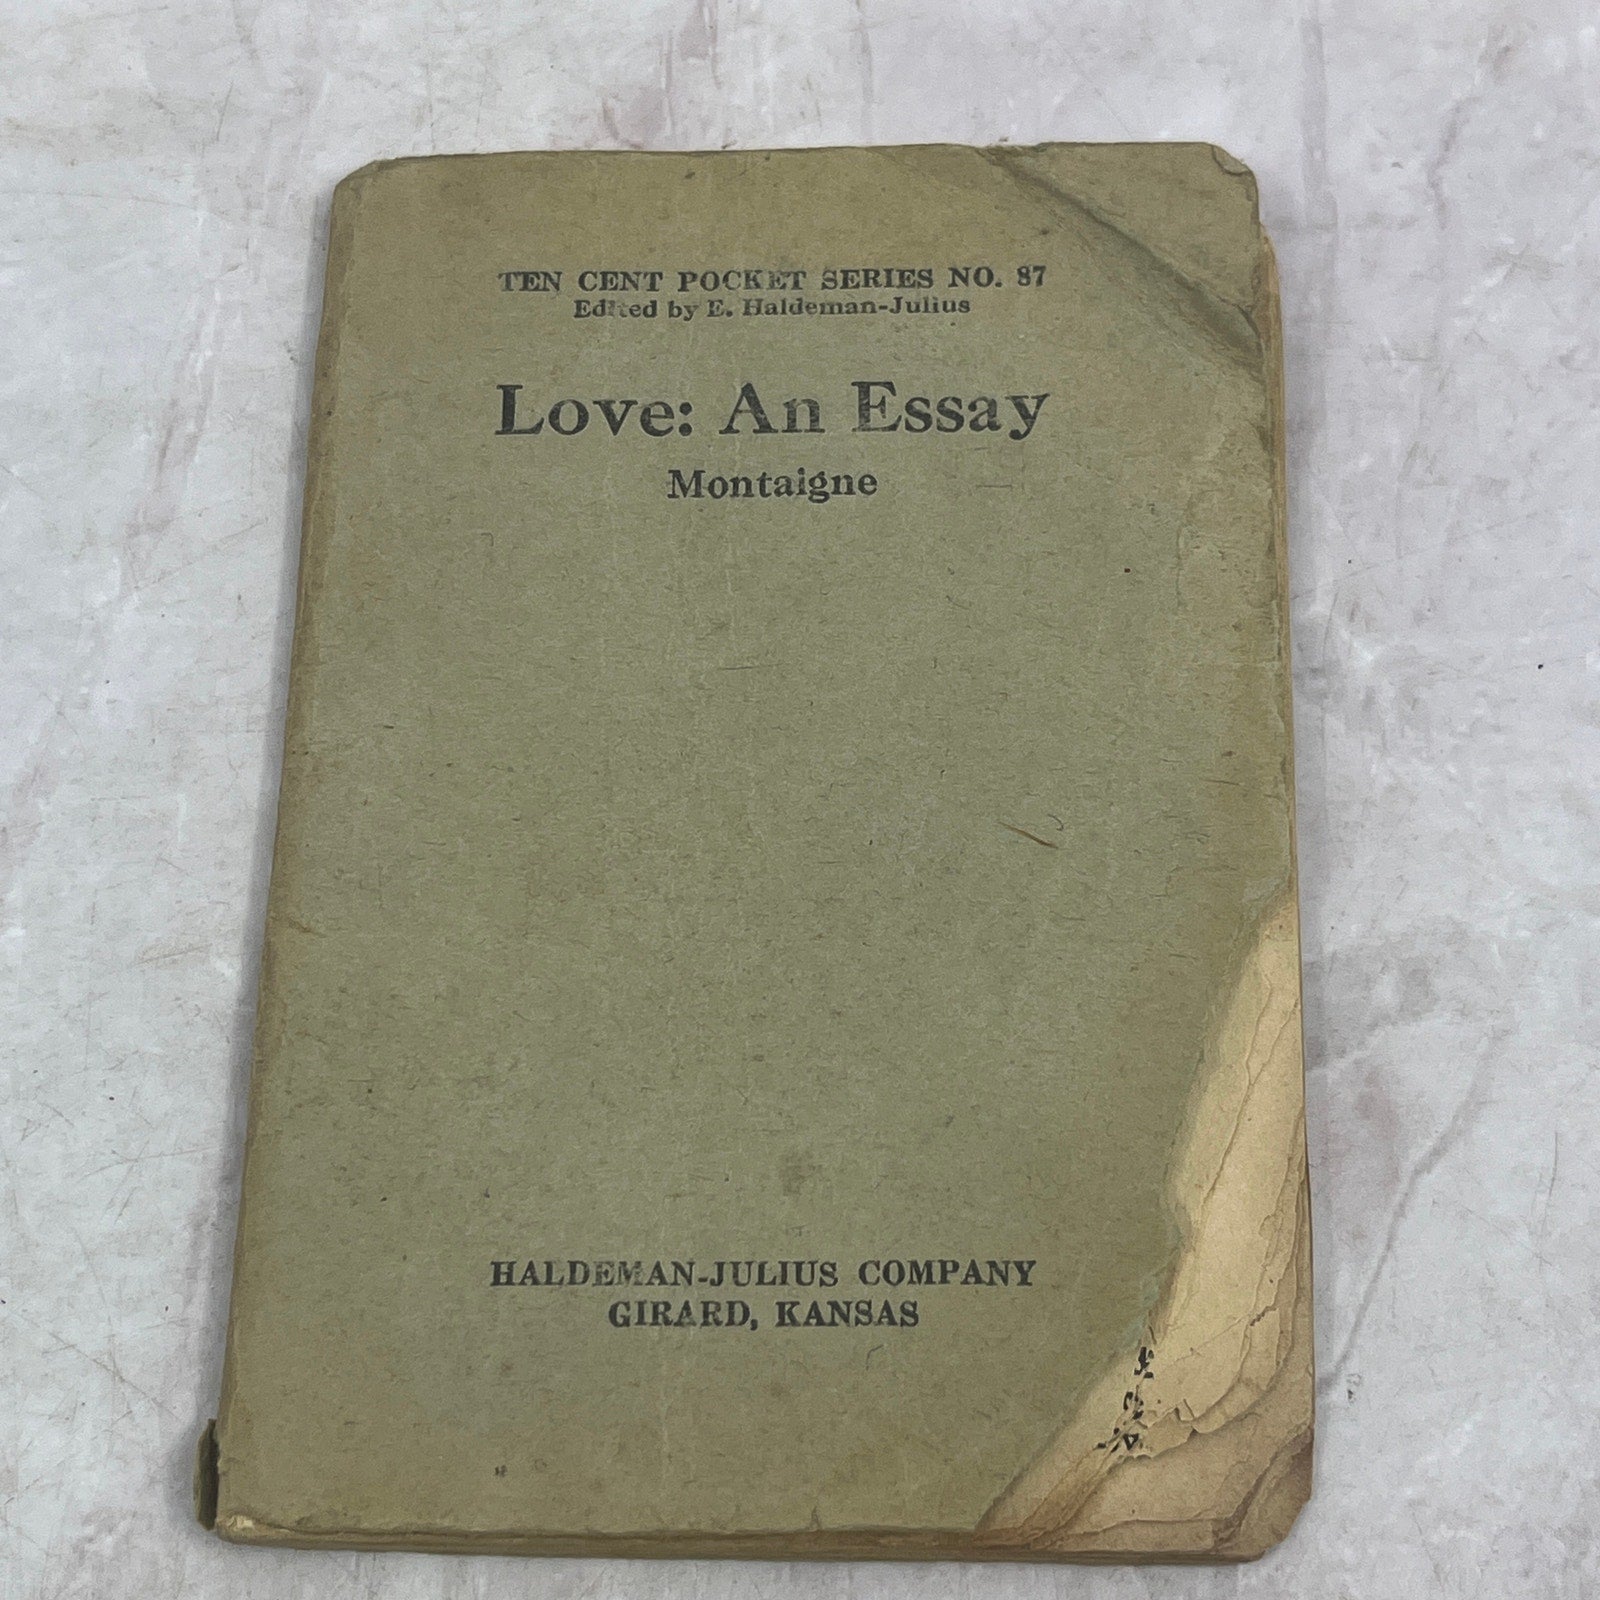 TEN CENT POCKET SERIES NO. 87
Edited by E. Haldeman-Julius
Love: An Essay
Montaigne
HALDEMAN-JULIUS COMPANY
GIRARD, KANSAS